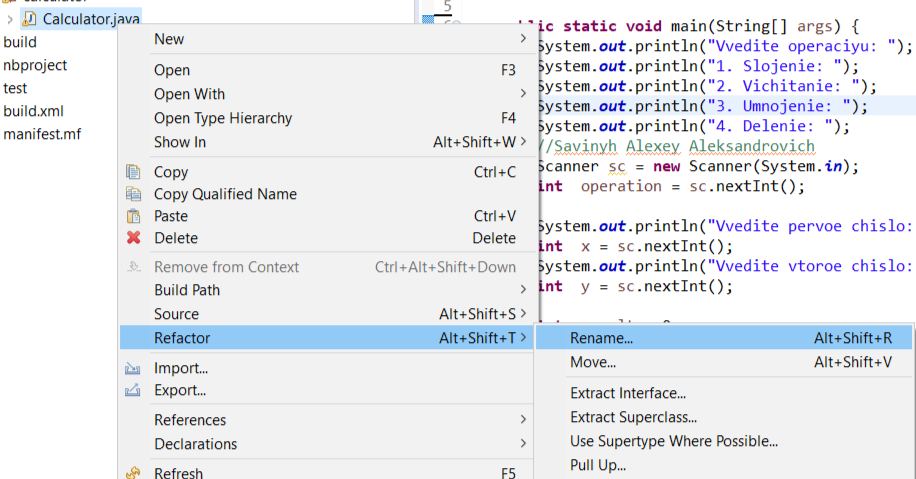 Calculator.java
build
nbproject
test
build.xml
manifest.mf
New
Open F3
Open With
Open Type Hierarchy F4
Show In Alt+Shift+W
Copy Ctrl+C
Copy Qualified Name
Paste Ctrl+V
Delete Delete
Remove from Context Ctrl+Alt+Shift+Down
Build Path
Source Alt+Shift+S
Refactor Alt+Shift+T
Import...
Export...
References
Declarations
Refresh F5
Rename... Alt+Shift+R
Move... Alt+Shift+V
Extract Interface...
Extract Superclass...
Use Supertype Where Possible...
Pull Up...
5
static void main(String[] args) {
System.out.println("Vvedite operaciyu: ");
System.out.println("1. Slojenie: ");
System.out.println("2. Vichitanie: ");
System.out.println("3. Umnojenie: ");
System.out.println("4. Delenie: ");
//Savinyh Alexey Aleksandrovich
Scanner sc = new Scanner(System.in);
int operation = sc.nextInt();
System.out.println("Vvedite pervoe chislo:
int x = sc.nextInt();
System.out.println("Vvedite vtoroe chislo:
int y = sc.nextInt();